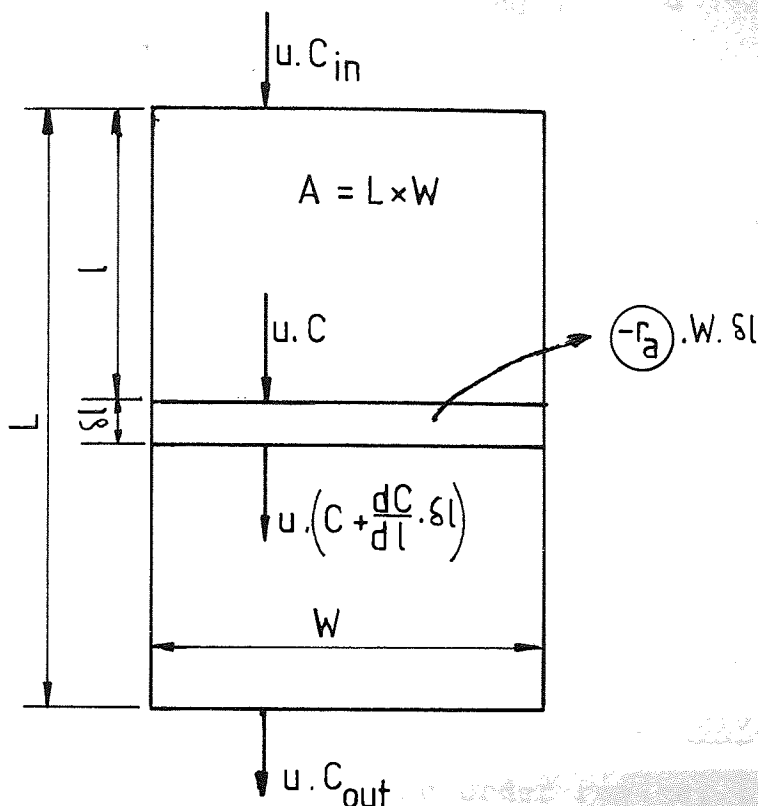 u. C_in
A = L × W
l
u. C
(-r_a) .W. δl
L
δl
u.(C + dC/dl . δl)
W
u. C_out